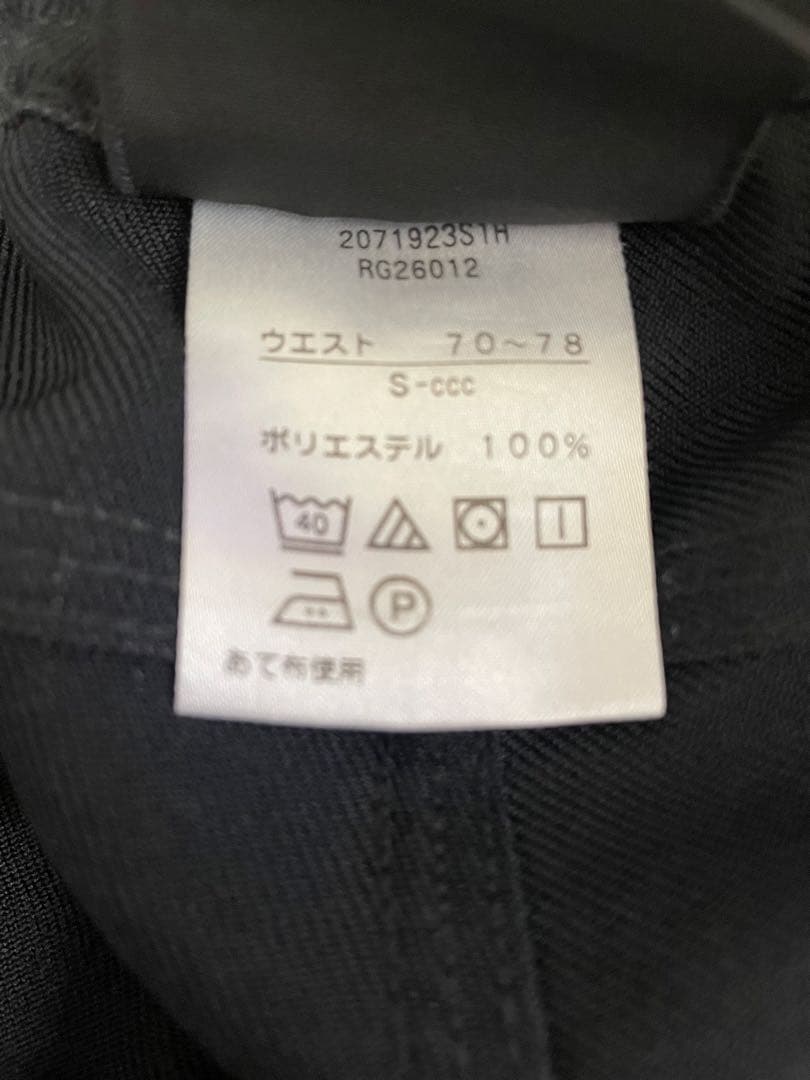 2071923S1H
RG26012
ウエスト 70～78
S-ccc
ポリエステル 100%
40
P
あて布使用